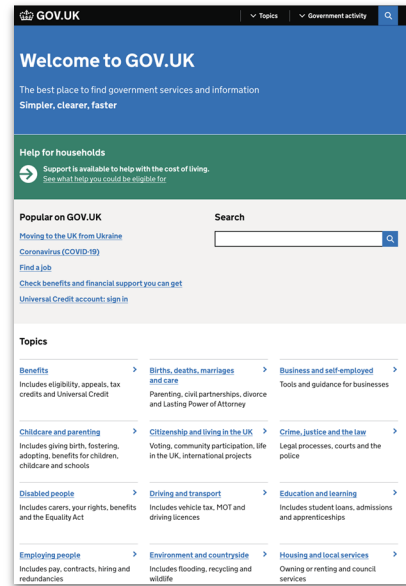 GOV.UK
Topics
Government activity
Welcome to GOV.UK
The best place to find government services and information
Simpler, clearer, faster
Help for households
Support is available to help with the cost of living.
See what help you could be eligible for
Popular on GOV.UK
Moving to the UK from Ukraine
Coronavirus (COVID-19)
Find a job
Check benefits and financial support you can get
Universal Credit account: sign in
Search
Topics
Benefits
Includes eligibility, appeals, tax
credits and Universal Credit
Births, deaths, marriages
and care
Parenting, civil partnerships, divorce
and Lasting Power of Attorney
Business and self-employed
Tools and guidance for businesses
Childcare and parenting
Includes giving birth, fostering,
adopting, benefits for children,
childcare and schools
Citizenship and living in the UK
Voting, community participation, life
in the UK, international projects
Crime, justice and the law
Legal processes, courts and the
police
Disabled people
Includes carers, your rights, benefits
and the Equality Act
Driving and transport
Includes vehicle tax, MOT and
driving licences
Education and learning
Includes student loans, admissions
and apprenticeships
Employing people
Includes pay, contracts, hiring and
redundancies
Environment and countryside
Includes flooding, recycling and
wildlife
Housing and local services
Owning or renting and council
services